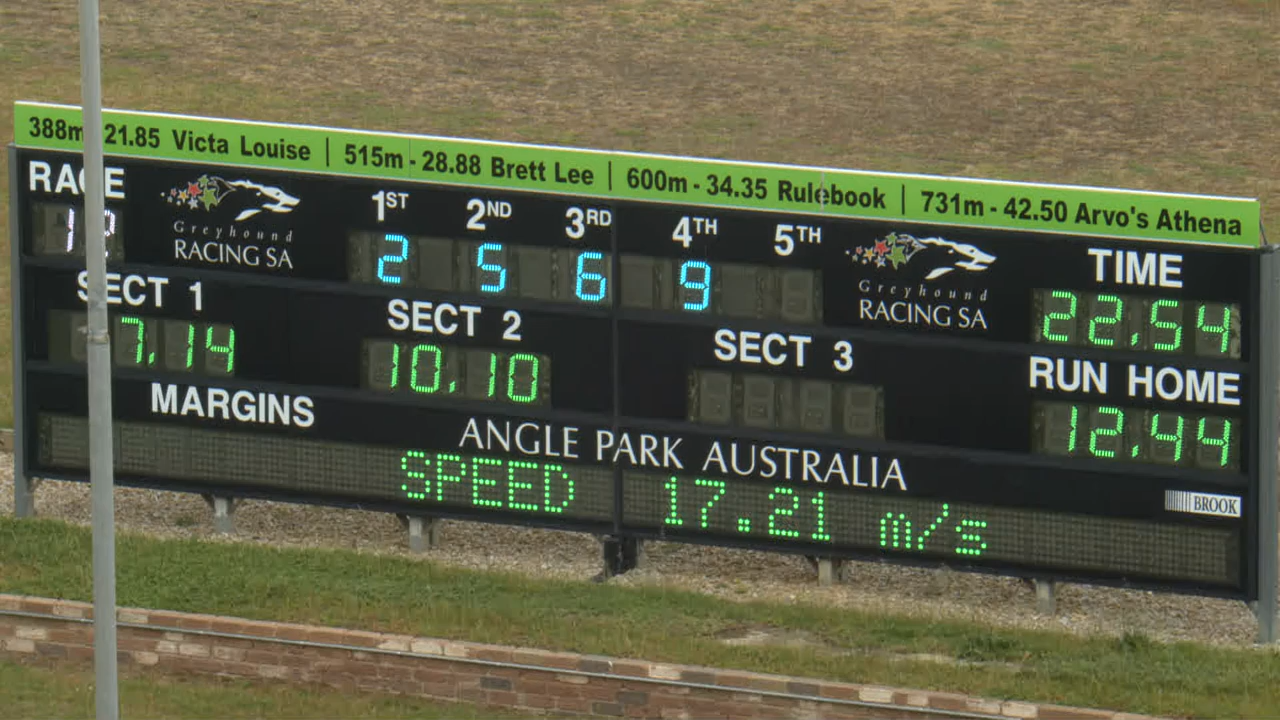 388m 21.85 Victa Louise | 515m - 28.88 Brett Lee | 600m - 34.35 Rulebook | 731m - 42.50 Arvo's Athena
RACE
Greyhound
RACING SA
1ST 2ND 3RD 4TH 5TH
2 5 6 9
Greyhound
RACING SA
TIME
22.54
SECT 1
7.14
SECT 2
10.10
SECT 3
RUN HOME
12.44
MARGINS
ANGLE PARK AUSTRALIA
SPEED 17.21 m/s
BROOK